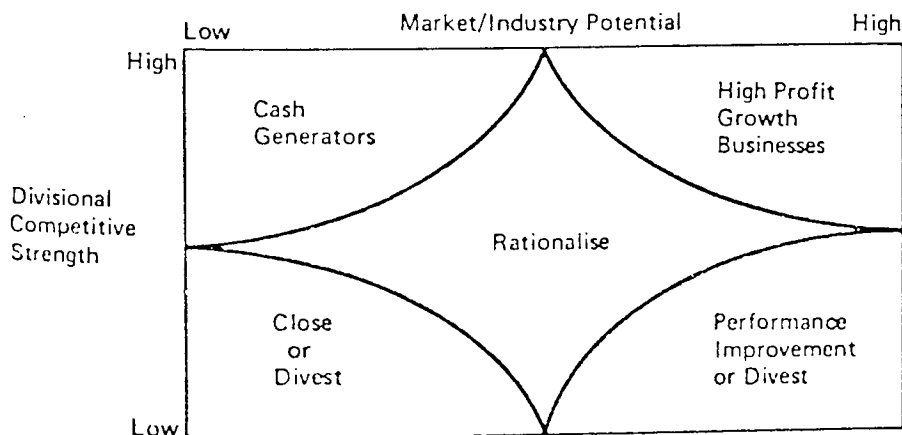 Market/Industry Potential
Low
High
High
Cash
Generators
High Profit
Growth
Businesses
Divisional
Competitive
Strength
Rationalise
Close
or
Divest
Performance
Improvement
or Divest
Low